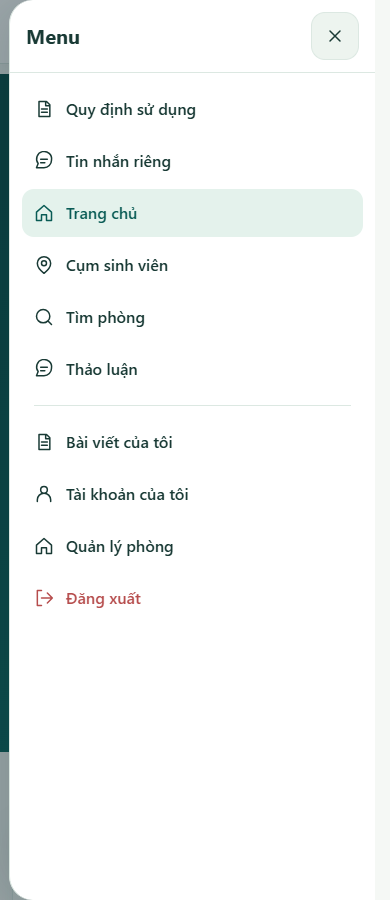 Menu
Quy định sử dụng
Tin nhắn riêng
Trang chủ
Cụm sinh viên
Tìm phòng
Thảo luận
Bài viết của tôi
Tài khoản của tôi
Quản lý phòng
Đăng xuất